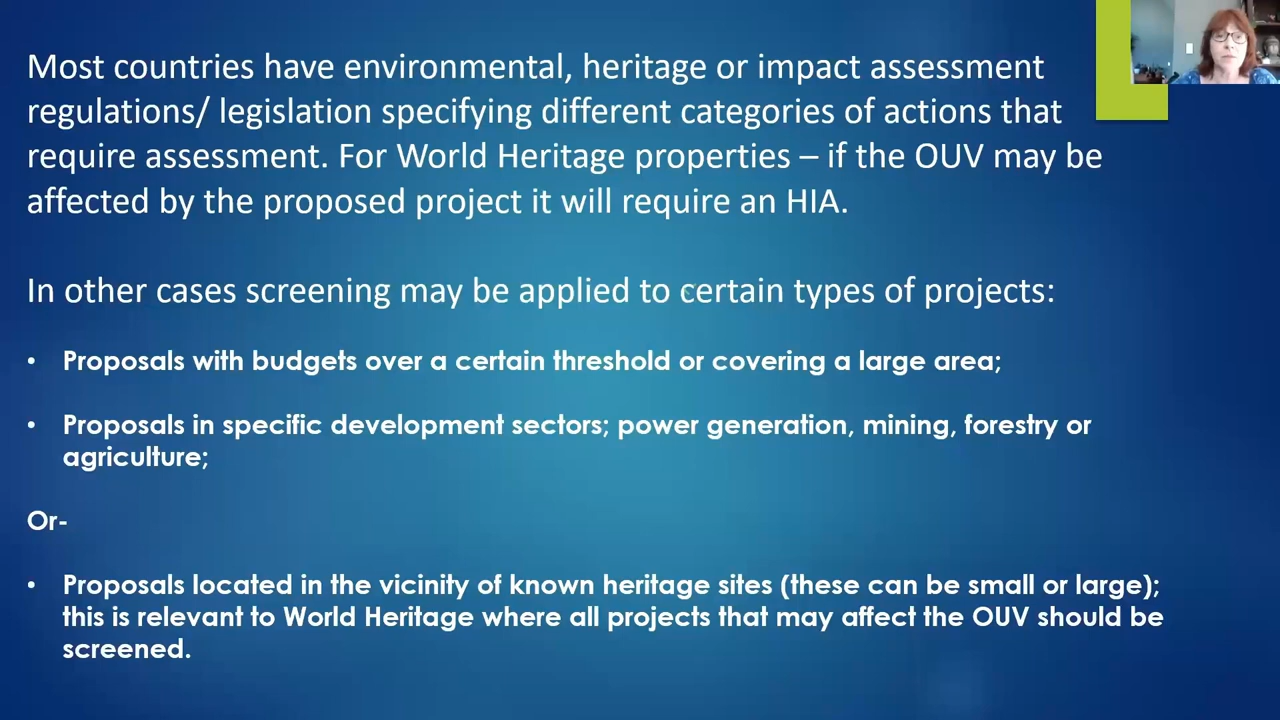 Most countries have environmental, heritage or impact assessment
regulations/ legislation specifying different categories of actions that
require assessment. For World Heritage properties – if the OUV may be
affected by the proposed project it will require an HIA.
In other cases screening may be applied to certain types of projects:
• Proposals with budgets over a certain threshold or covering a large area;
• Proposals in specific development sectors; power generation, mining, forestry or
agriculture;
Or-
• Proposals located in the vicinity of known heritage sites (these can be small or large);
this is relevant to World Heritage where all projects that may affect the OUV should be
screened.